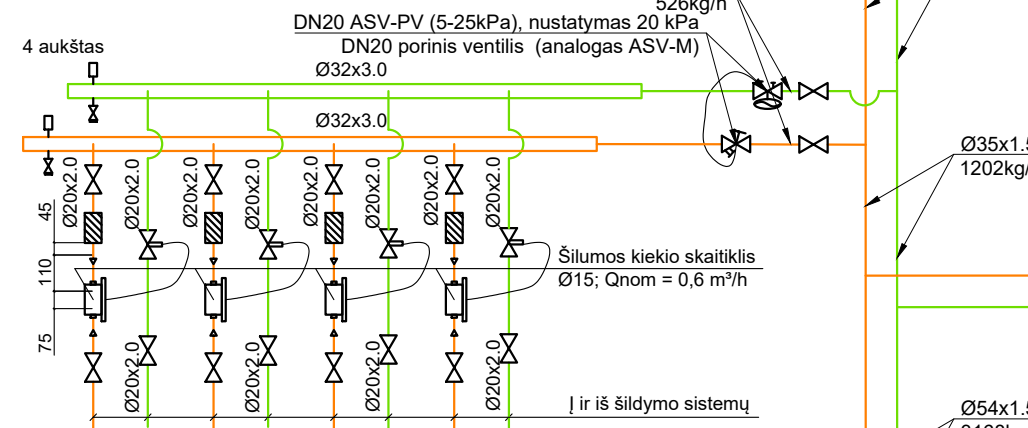 526kg/h
DN20 ASV-PV (5-25kPa), nustatymas 20 kPa
DN20 porinis ventilis (analogas ASV-M)
4 aukštas
Ø32x3.0
Ø32x3.0
Ø20x2.0
Ø20x2.0
Ø20x2.0
Ø20x2.0
Ø20x2.0
Ø20x2.0
Ø20x2.0
Ø20x2.0
Ø35x1.5
1202kg/
45
110
75
Šilumos kiekio skaitiklis
Ø15; Qnom = 0,6 m³/h
Ø20x2.0
Ø20x2.0
Ø20x2.0
Ø20x2.0
Į ir iš šildymo sistemų
Ø54x1.5